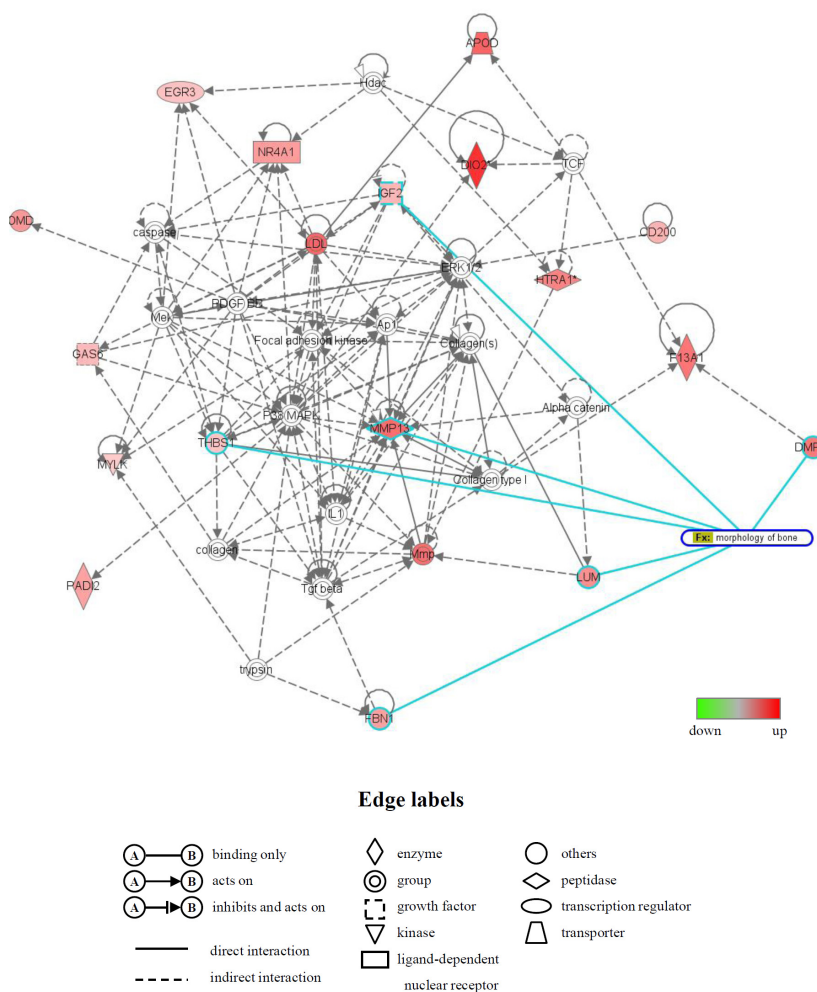 APOD
Hdac
EGR3
NR4A1
DIO2*
TCF
IGF2
DMD
caspase
LDL
CD200
ERK1/2
HTRA1*
PDGF BB
Mek
Ap1
Focal adhesion kinase
Collagen(s)
GAS6
F13A1
P38 MAPK
Alpha catenin
MMP13
THBS1
DMP
MYLK
Collagen type I
IL1
Fx: morphology of bone
collagen
Mmp
PADI2
Tgf beta
LUM
trypsin
FBN1
down up
Edge labels
A B binding only
enzyme
others
A B acts on
group
peptidase
A B inhibits and acts on
growth factor
transcription regulator
kinase
transporter
direct interaction
ligand-dependent
indirect interaction
nuclear receptor